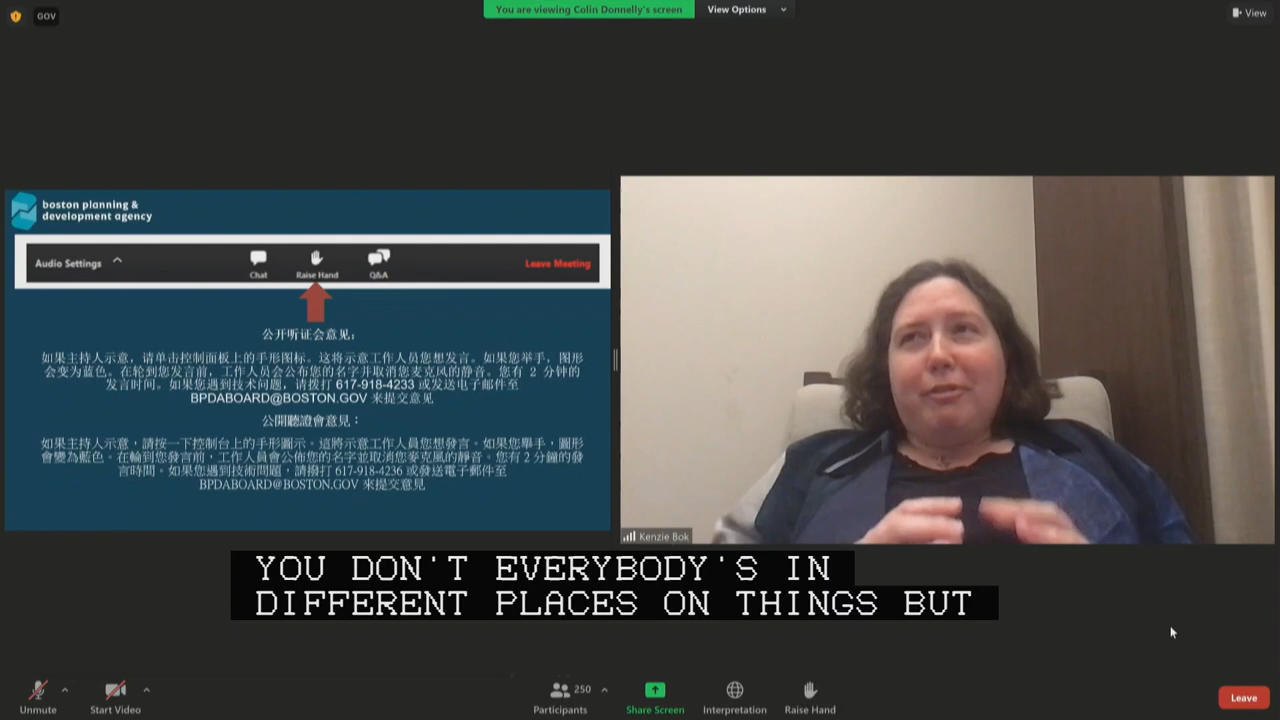 GOV
You are viewing Colin Donnelly's screen
View Options
View
boston planning &
development agency
Audio Settings
Chat
Raise Hand
Q&A
Leave Meeting
公开听证会意见:
如果主持人示意，请单击控制面板上的手形图标。这将示意工作人员您想发言。如果您举手，图形
会变为蓝色。在轮到您发言前，工作人员会公布您的名字并取消您麦克风的静音。您有 2 分钟的
发言时间。如果您遇到技术问题，请拨打 617-918-4233 或发送电子邮件至
BPDABOARD@BOSTON.GOV 来提交意见
公開聽證會意見：
如果主持人示意，請按一下控制台上的手形圖示。這將示意工作人員您想發言。如果您舉手，圖形
會變為藍色。在輪到您發言前，工作人員會公佈您的名字並取消您麥克風的靜音。您有 2 分鐘的發
言時間。如果您遇到技術問題，請撥打 617-918-4236 或發送電子郵件至
BPDABOARD@BOSTON.GOV 來提交意見
Kenzie Bok
YOU DON'T EVERYBODY'S IN
DIFFERENT PLACES ON THINGS BUT
Unmute
Start Video
250
Participants
Share Screen
Interpretation
Raise Hand
Leave